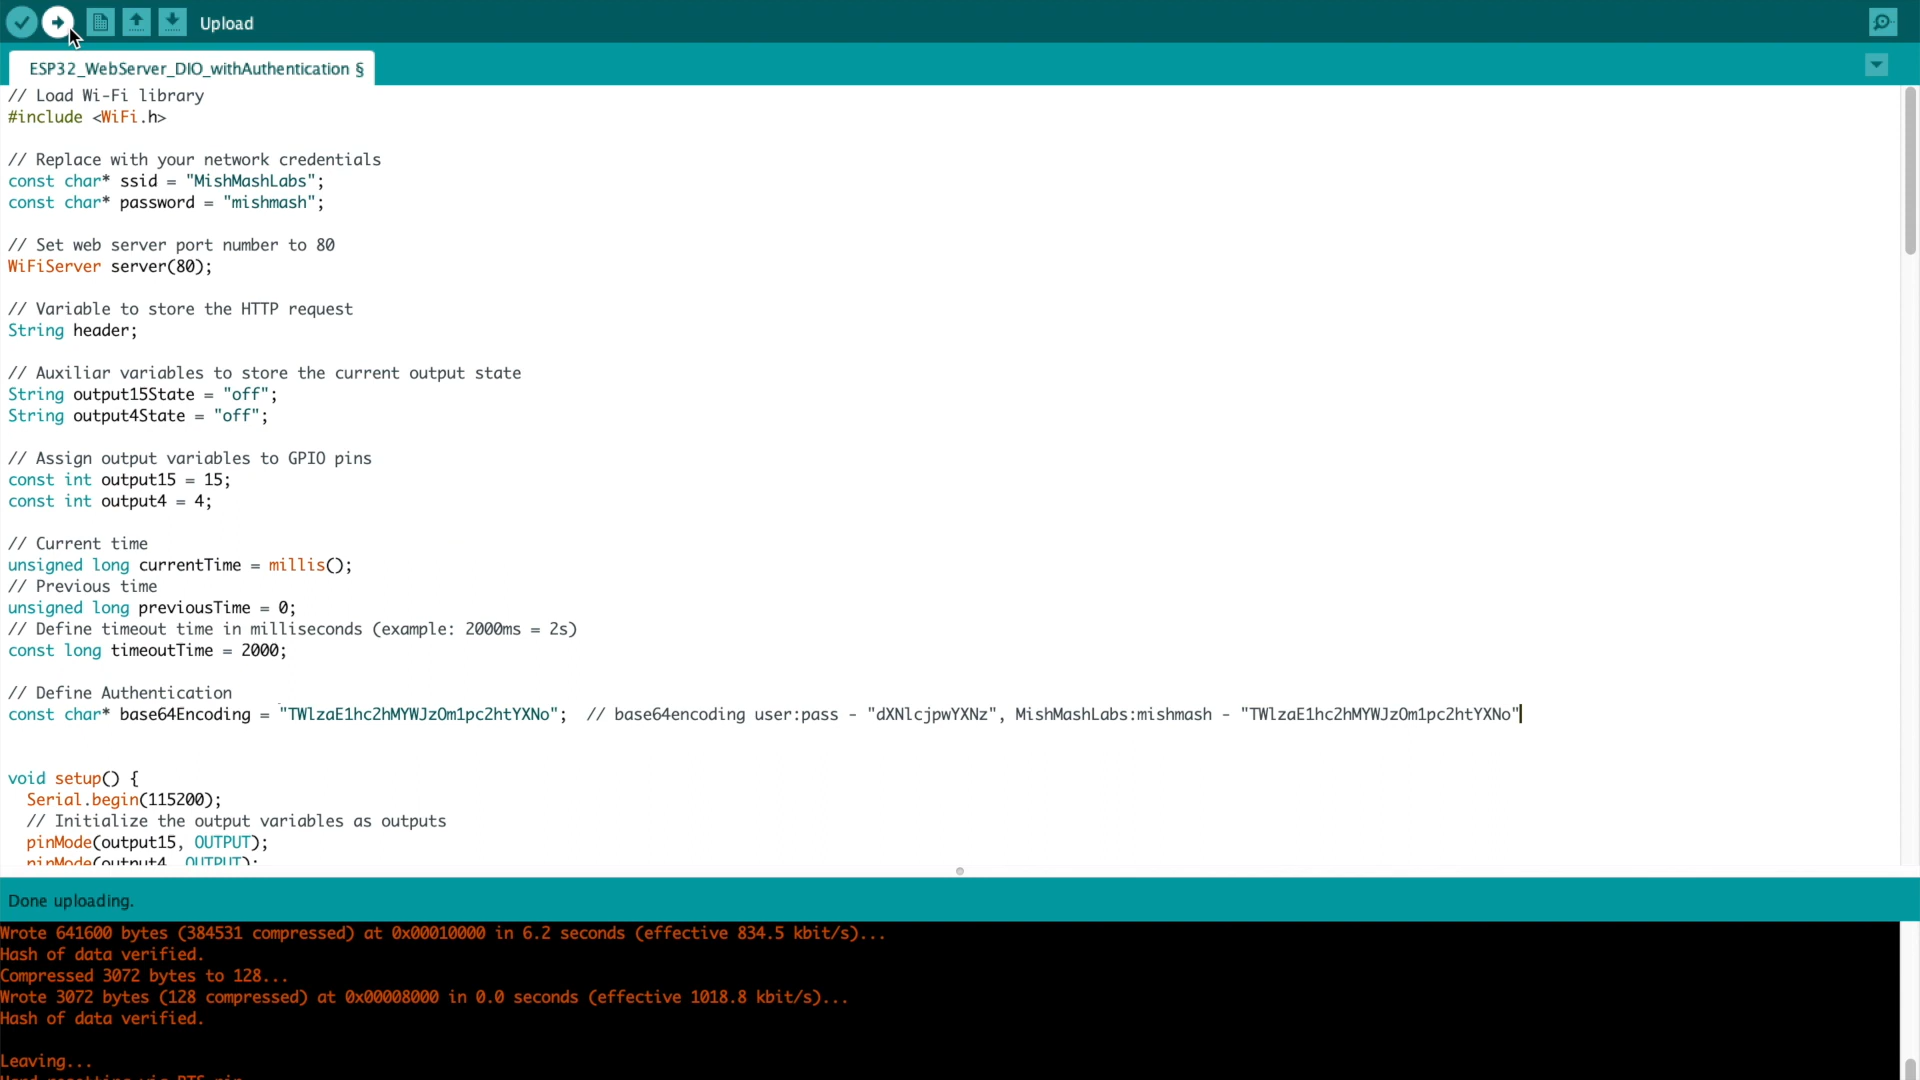 Upload
ESP32_WebServer_DIO_withAuthentication §
// Load Wi-Fi library
#include <WiFi.h>
// Replace with your network credentials
const char* ssid = "MishMashLabs";
const char* password = "mishmash";
// Set web server port number to 80
WiFiServer server(80);
// Variable to store the HTTP request
String header;
// Auxiliar variables to store the current output state
String output15State = "off";
String output4State = "off";
// Assign output variables to GPIO pins
const int output15 = 15;
const int output4 = 4;
// Current time
unsigned long currentTime = millis();
// Previous time
unsigned long previousTime = 0;
// Define timeout time in milliseconds (example: 2000ms = 2s)
const long timeoutTime = 2000;
// Define Authentication
const char* base64Encoding = "TWlzaE1hc2hMYWJzOm1pc2htYXNo";  // base64encoding user:pass - "dXNlcjpwYXNz", MishMashLabs:mishmash - "TWlzaE1hc2hMYWJzOm1pc2htYXNo"
void setup() {
Serial.begin(115200);
// Initialize the output variables as outputs
pinMode(output15, OUTPUT);
pinMode(output4, OUTPUT);
Done uploading.
Wrote 641600 bytes (384531 compressed) at 0x00010000 in 6.2 seconds (effective 834.5 kbit/s)...
Hash of data verified.
Compressed 3072 bytes to 128...
Wrote 3072 bytes (128 compressed) at 0x00008000 in 0.0 seconds (effective 1018.8 kbit/s)...
Hash of data verified.
Leaving...
Hard resetting via RTS pin...